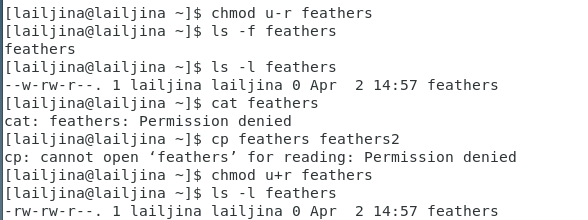 [lailjina@lailjina ~]$ chmod u-r feathers
[lailjina@lailjina ~]$ ls -f feathers
feathers
[lailjina@lailjina ~]$ ls -l feathers
--w-rw-r--. 1 lailjina lailjina 0 Apr  2 14:57 feathers
[lailjina@lailjina ~]$ cat feathers
cat: feathers: Permission denied
[lailjina@lailjina ~]$ cp feathers feathers2
cp: cannot open ‘feathers’ for reading: Permission denied
[lailjina@lailjina ~]$ chmod u+r feathers
[lailjina@lailjina ~]$ ls -l feathers
-rw-rw-r--. 1 lailjina lailjina 0 Apr  2 14:57 feathers